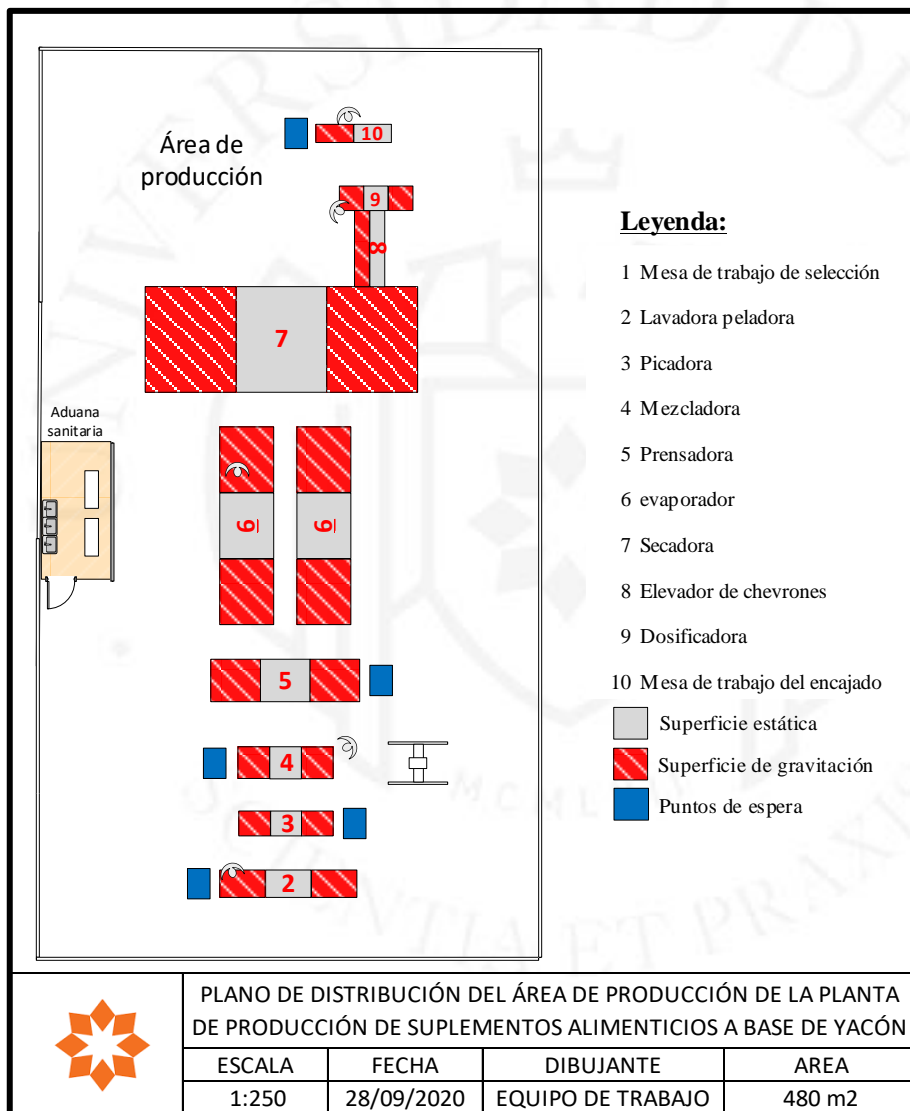 Área de
producción
10
9
8
7
Aduana
sanitaria
6
6
5
4
3
2
Leyenda:
1 Mesa de trabajo de selección
2 Lavadora peladora
3 Picadora
4 Mezcladora
5 Prensadora
6 evaporador
7 Secadora
8 Elevador de chevrones
9 Dosificadora
10 Mesa de trabajo del encajado
Superficie estática
Superficie de gravitación
Puntos de espera
PLANO DE DISTRIBUCIÓN DEL ÁREA DE PRODUCCIÓN DE LA PLANTA
DE PRODUCCIÓN DE SUPLEMENTOS ALIMENTICIOS A BASE DE YACÓN
ESCALA FECHA DIBUJANTE AREA
1:250 28/09/2020 EQUIPO DE TRABAJO 480 m2